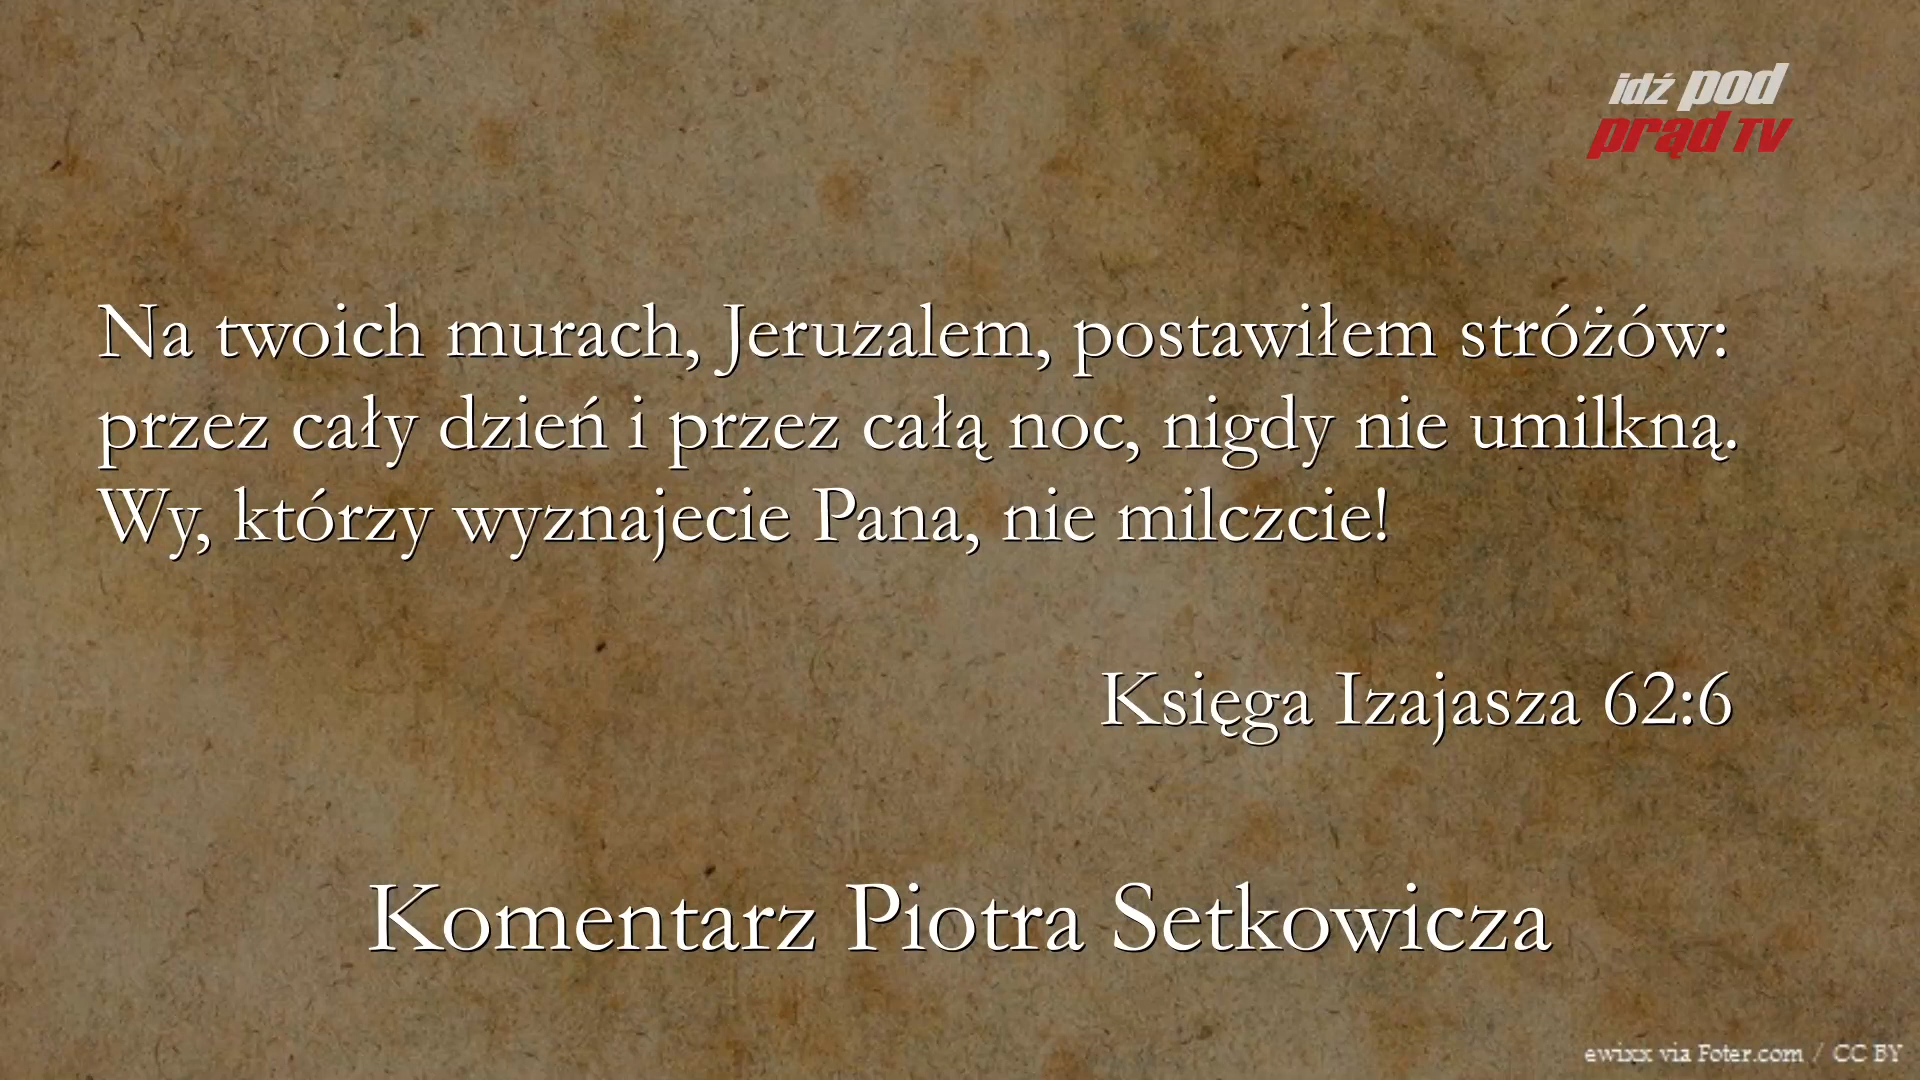 idź pod
prąd TV
Na twoich murach, Jeruzalem, postawiłem stróżów:
przez cały dzień i przez całą noc, nigdy nie umilkną.
Wy, którzy wyznajecie Pana, nie milczcie!
Księga Izajasza 62:6
Komentarz Piotra Setkowicza
ewixx via Foter.com / CC BY